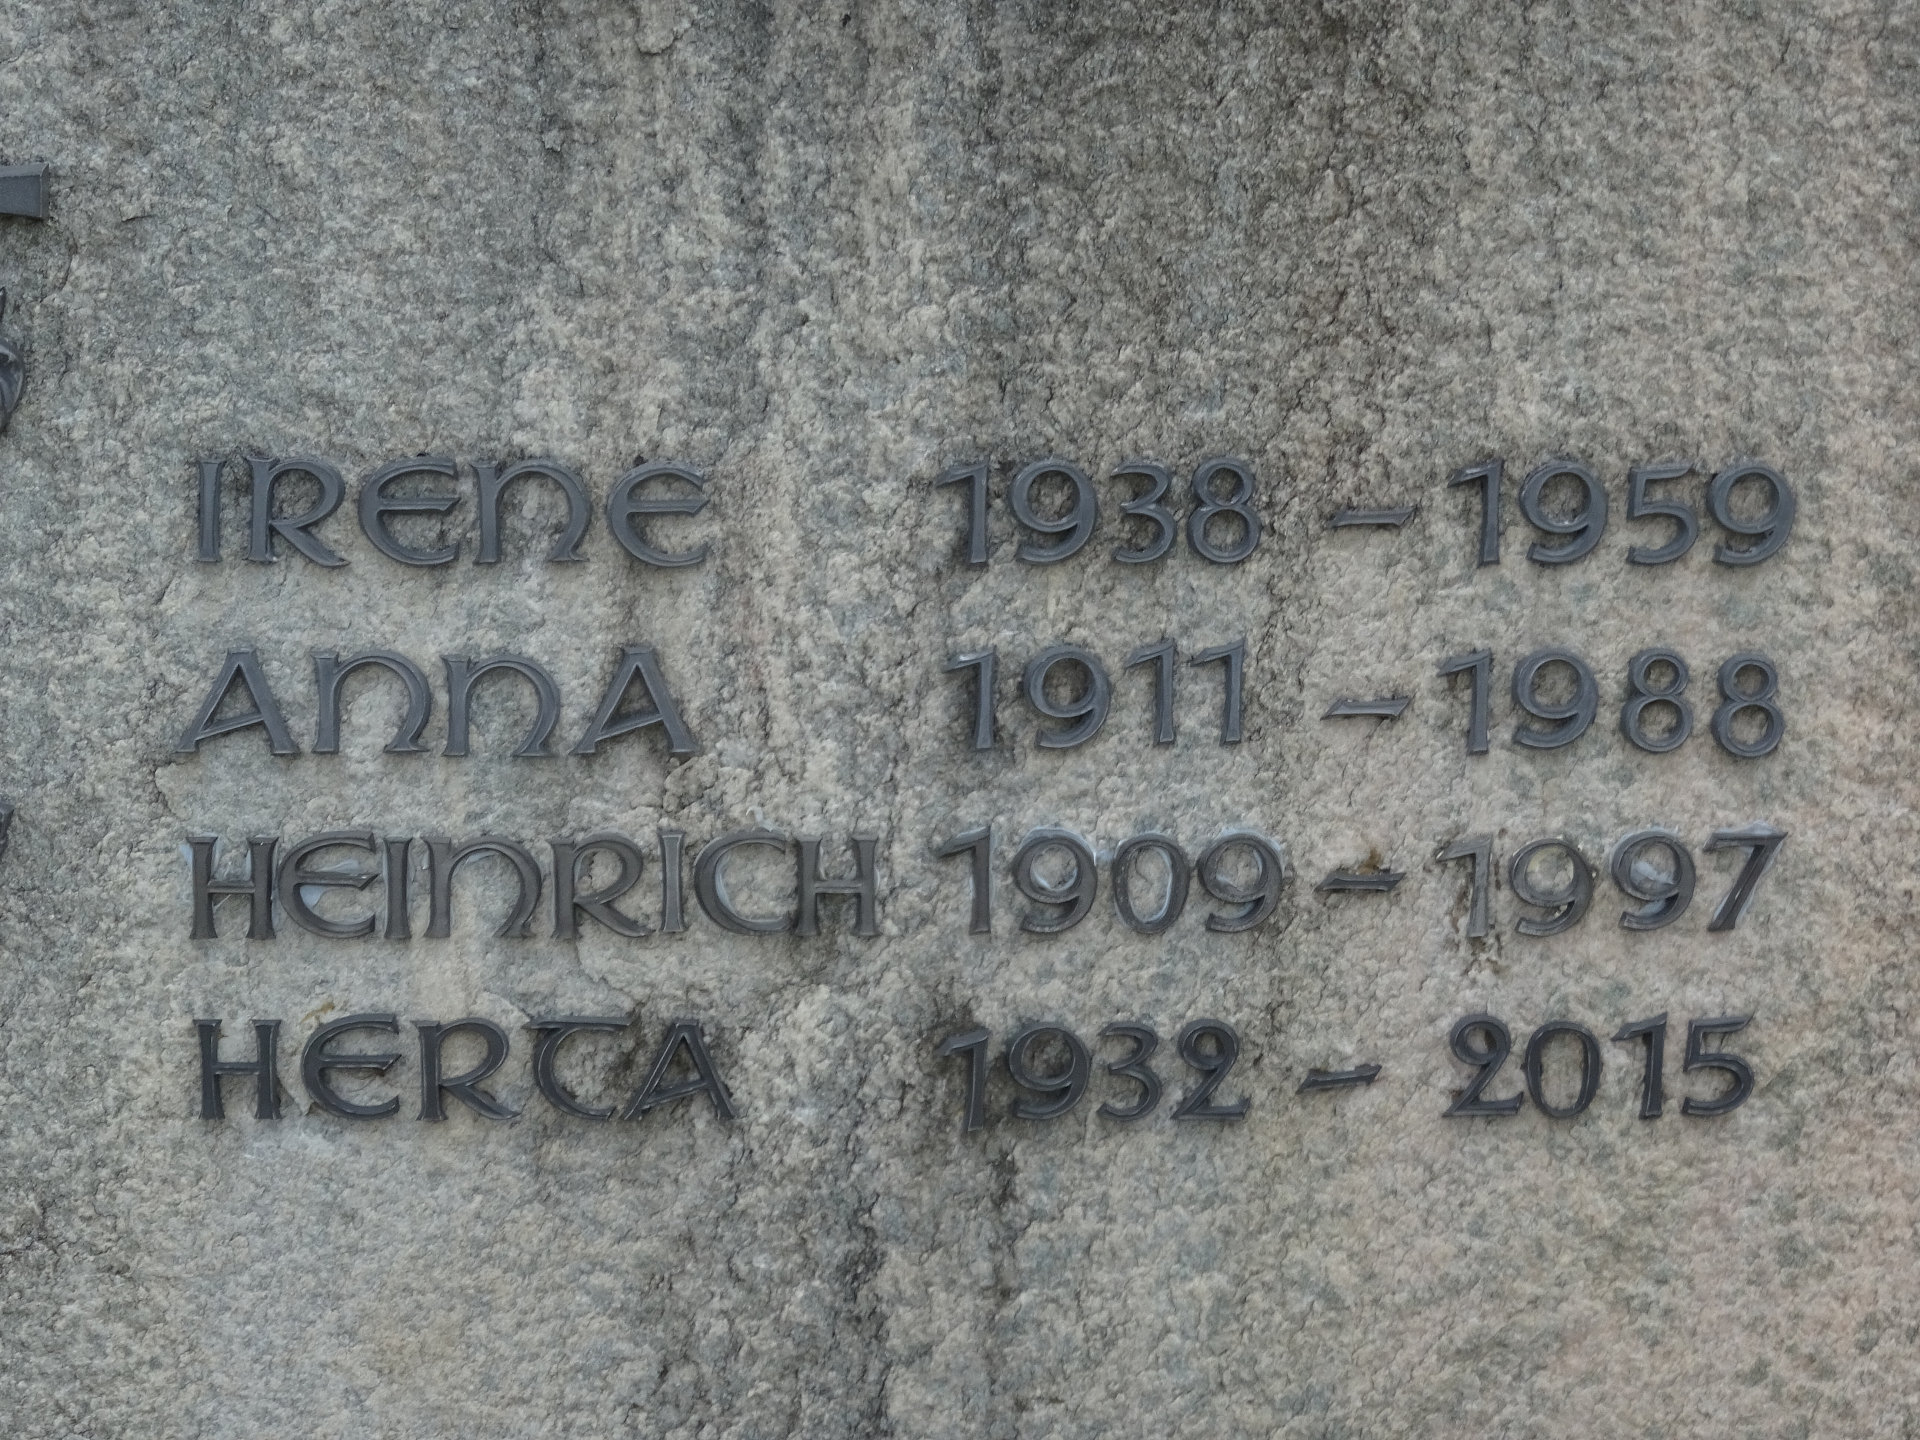 IRENE 1938 – 1959
ANNA 1911 – 1988
HEINRICH 1909 – 1997
HERTA 1932 – 2015